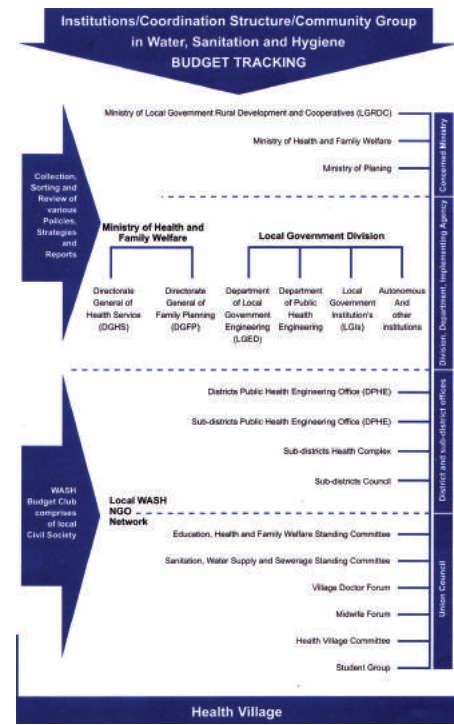 Institutions/Coordination Structure/Community Group
in Water, Sanitation and Hygiene
BUDGET TRACKING
Ministry of Local Government Rural Development and Cooperatives (LGRDC)
Ministry of Health and Family Welfare
Ministry of Planing
Concerned Ministry
Collection,
Sorting and
Review of
various
Policies,
Strategies
and
Reports
Ministry of Health and
Family Welfare
Local Government Division
Directorate
General of
Health Service
(DGHS)
Directorate
General of
Family Planning
(DGFP)
Department
of Local
Government
Engineering
(LGED)
Department
of Public
Health
Engineering
Local
Government
Institution's
(LGIs)
Autonomous
And
other
institutions
Division, Department, Implementing Agency
Districts Public Health Engineering Office (DPHE)
Sub-districts Public Health Engineering Office (DPHE)
Sub-districts Health Complex
Sub-districts Council
District and sub-district offices
WASH
Budget Club
comprises
of local
Civil Society
Local WASH
NGO
Network
Education, Health and Family Welfare Standing Committee
Sanitation, Water Supply and Sewerage Standing Committee
Village Doctor Forum
Midwife Forum
Health Village Committee
Student Group
Union Council
Health Village